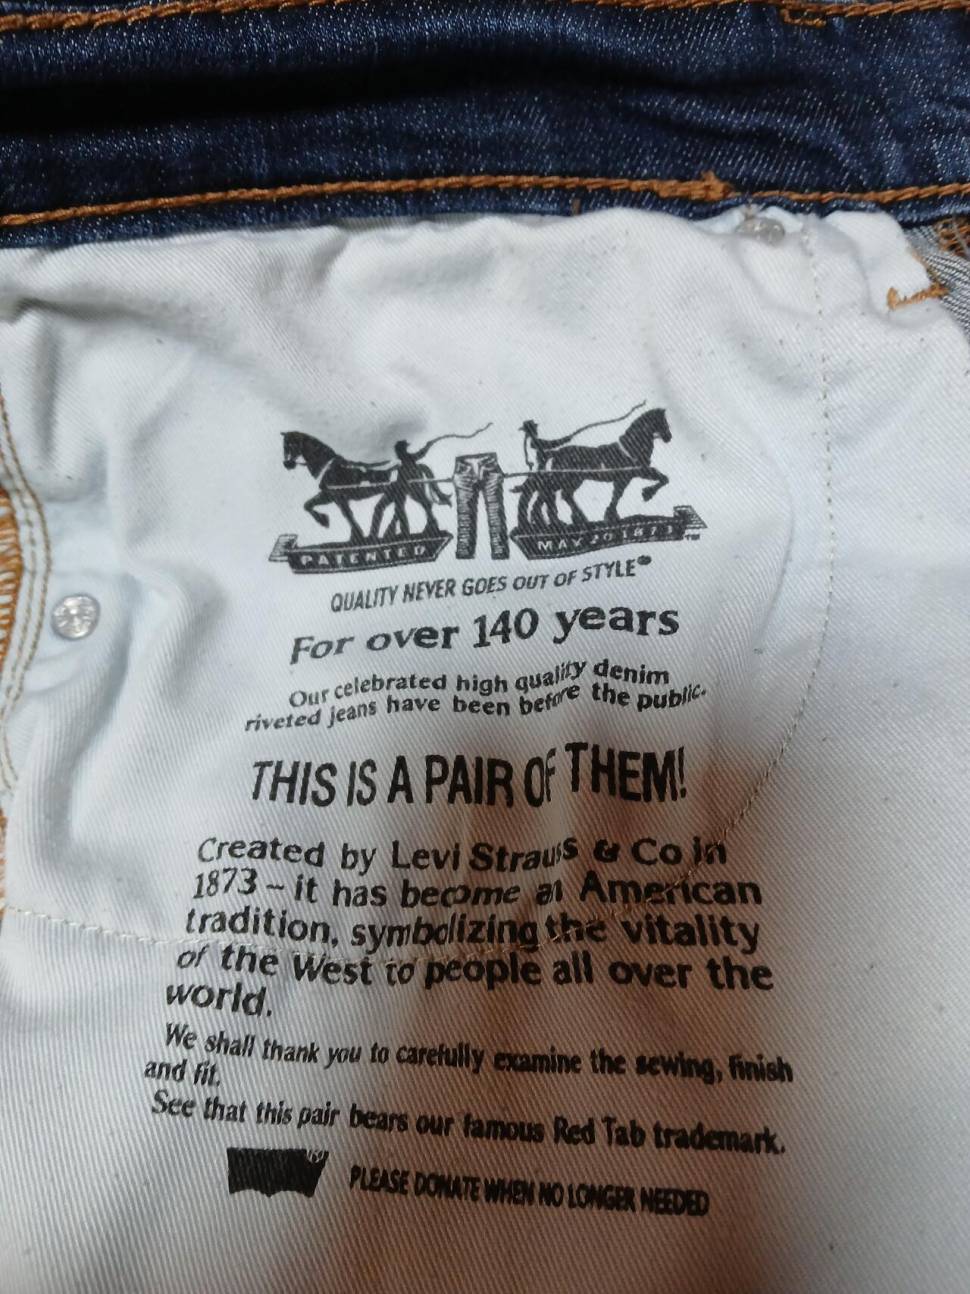 PATENTED MAY 20 1873 ™
QUALITY NEVER GOES OUT OF STYLE®
For over 140 years
Our celebrated high quality denim
riveted jeans have been before the public.
THIS IS A PAIR OF THEM!
Created by Levi Strauss & Co in
1873 – it has become an American
tradition, symbolizing the vitality
of the West to people all over the
world.
We shall thank you to carefully examine the sewing, finish
and fit.
See that this pair bears our famous Red Tab trademark.
PLEASE DONATE WHEN NO LONGER NEEDED